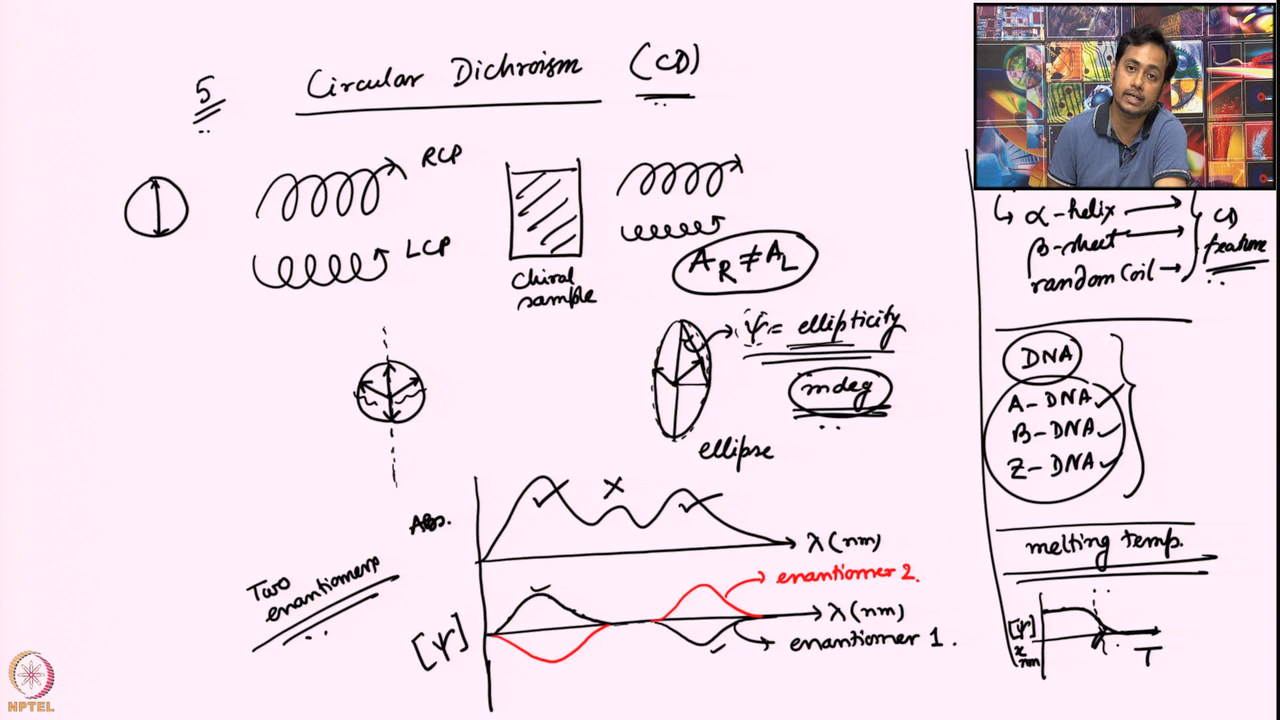 5 Circular Dichroism (CD)
RCP
LCP
chiral sample
A_R ≠ A_L
ψ = ellipticity
mdeg
ellipse
Abs.
λ(nm)
Two enantiomers
[ψ]
enantiomer 2.
λ(nm)
enantiomer 1.
↳ α-helix
β-sheet
random coil →
CD feature
DNA
A-DNA
B-DNA
Z-DNA
melting temp.
[ψ]
x nm
T
NPTEL